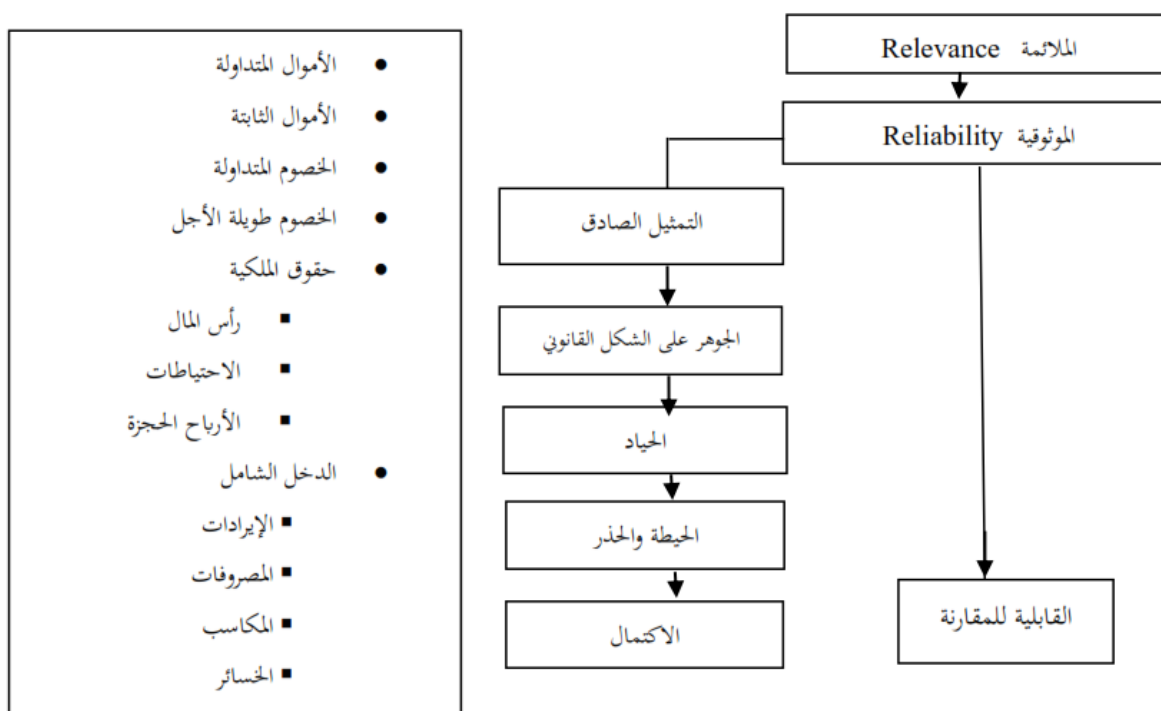 الملائمة Relevance
الموثوقية Reliability
التمثيل الصادق
الجوهر على الشكل القانوني
الحياد
الحيطة والحذر
الاكتمال
القابلية للمقارنة
● الأموال المتداولة
● الأموال الثابتة
● الخصوم المتداولة
● الخصوم طويلة الأجل
● حقوق الملكية
▪ رأس المال
▪ الاحتياطات
▪ الأرباح الحجزة
● الدخل الشامل
▪ الإيرادات
▪ المصروفات
▪ المكاسب
▪ الخسائر